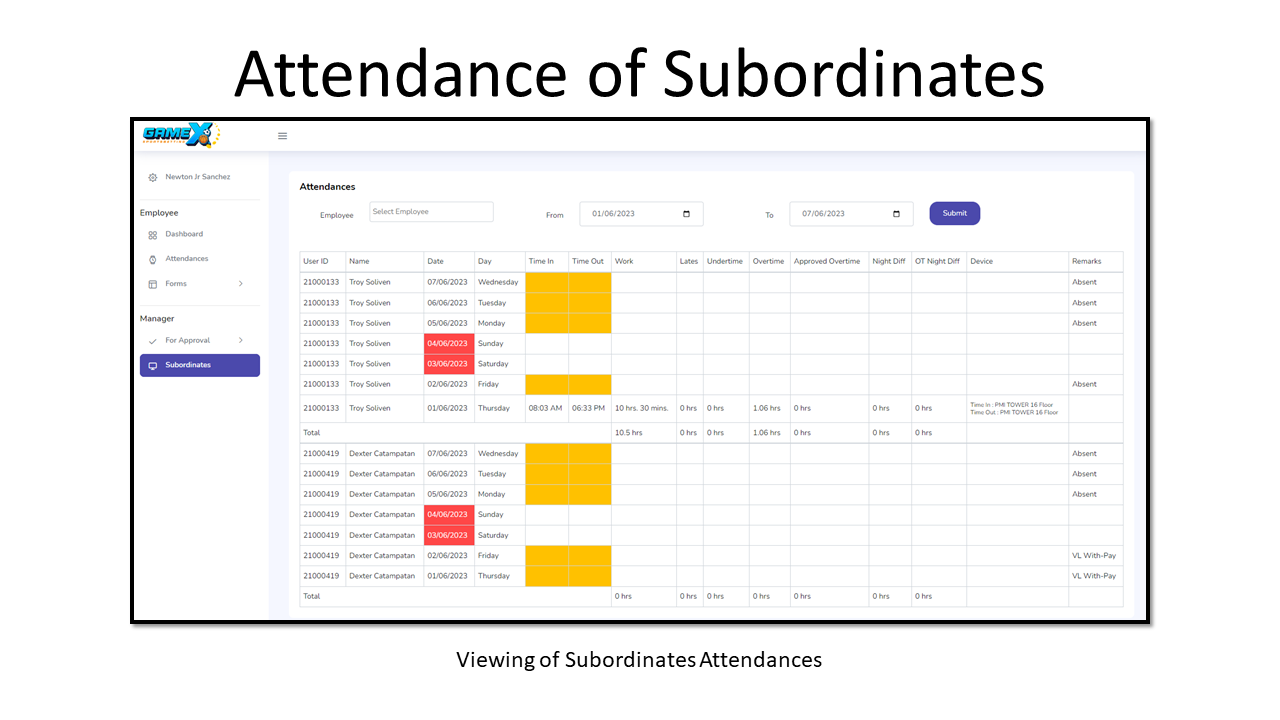 Attendance of Subordinates
GAMEX
Newton Jr Sanchez
Employee
Dashboard
Attendances
Forms
Manager
For Approval
Subordinates
Attendances
Employee Select Employee From 01/06/2023 To 07/06/2023 Submit
User ID Name Date Day Time In Time Out Work Lates Undertime Overtime Approved Overtime Night Diff OT Night Diff Device Remarks
21000133 Troy Soliven 07/06/2023 Wednesday Absent
21000133 Troy Soliven 06/06/2023 Tuesday Absent
21000133 Troy Soliven 05/06/2023 Monday Absent
21000133 Troy Soliven 04/06/2023 Sunday
21000133 Troy Soliven 03/06/2023 Saturday
21000133 Troy Soliven 02/06/2023 Friday Absent
21000133 Troy Soliven 01/06/2023 Thursday 08:03 AM 06:33 PM 10 hrs. 30 mins. 0 hrs 0 hrs 1.06 hrs 0 hrs 0 hrs 0 hrs Time In : PMI TOWER 16 Floor
Time Out : PMI TOWER 16 Floor
Total 10.5 hrs 0 hrs 0 hrs 1.06 hrs 0 hrs 0 hrs 0 hrs
21000419 Dexter Catampatan 07/06/2023 Wednesday Absent
21000419 Dexter Catampatan 06/06/2023 Tuesday Absent
21000419 Dexter Catampatan 05/06/2023 Monday Absent
21000419 Dexter Catampatan 04/06/2023 Sunday
21000419 Dexter Catampatan 03/06/2023 Saturday
21000419 Dexter Catampatan 02/06/2023 Friday VL With-Pay
21000419 Dexter Catampatan 01/06/2023 Thursday VL With-Pay
Total 0 hrs 0 hrs 0 hrs 0 hrs 0 hrs 0 hrs 0 hrs
Viewing of Subordinates Attendances